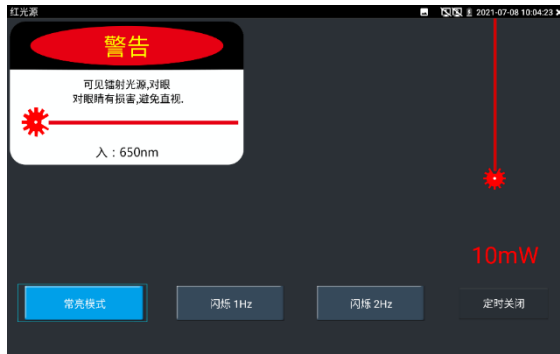 红光源
2021-07-08 10:04:23
警告
可见镭射光源,对眼
对眼睛有损害,避免直视.
入：650nm
10mW
常亮模式
闪烁 1Hz
闪烁 2Hz
定时关闭